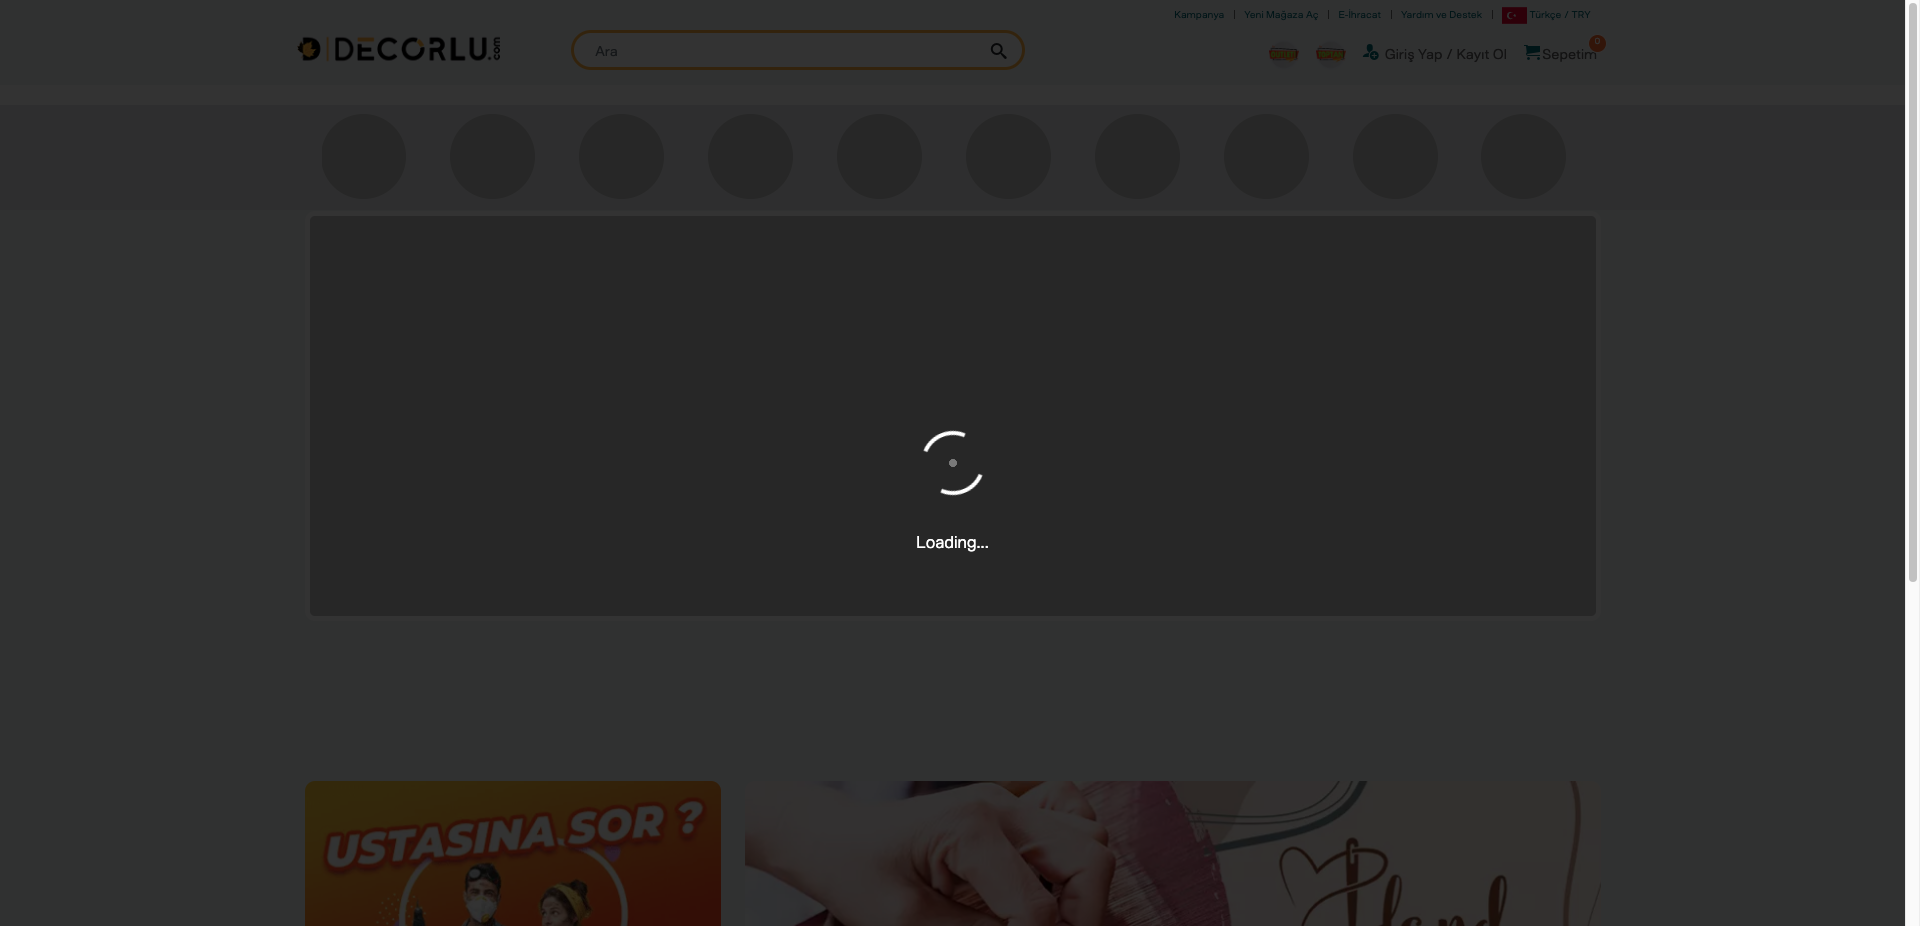 Kampanya | Yeni Mağaza Aç | E-İhracat | Yardım ve Destek | Türkçe / TRY
DECORLU.com
Ara
Giriş Yap / Kayıt Ol
Sepetim
0
Loading...
USTASINA SOR ?